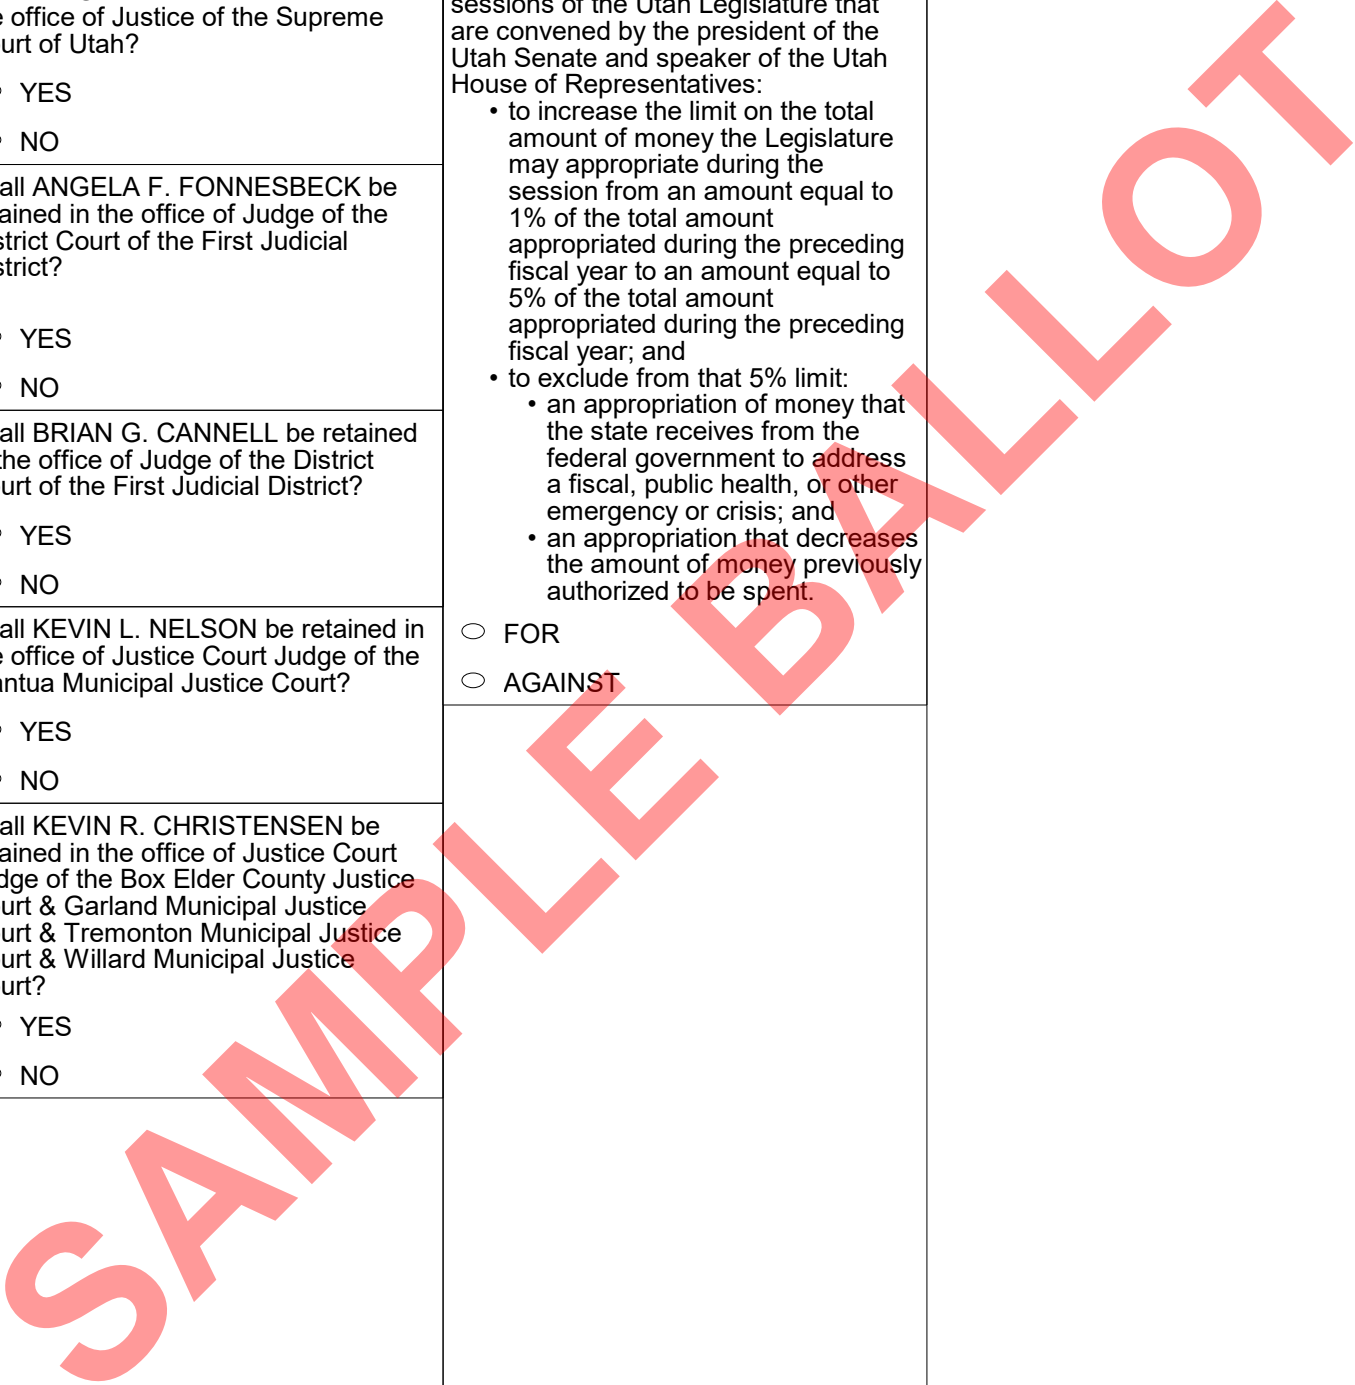 e office of Justice of the Supreme
urt of Utah?
YES
NO
all ANGELA F. FONNESBECK be
ained in the office of Judge of the
strict Court of the First Judicial
strict?
YES
NO
all BRIAN G. CANNELL be retained
the office of Judge of the District
urt of the First Judicial District?
YES
NO
all KEVIN L. NELSON be retained in
e office of Justice Court Judge of the
antua Municipal Justice Court?
YES
NO
all KEVIN R. CHRISTENSEN be
ained in the office of Justice Court
dge of the Box Elder County Justice
urt & Garland Municipal Justice
urt & Tremonton Municipal Justice
urt & Willard Municipal Justice
urt?
YES
NO
sessions of the Utah Legislature that
are convened by the president of the
Utah Senate and speaker of the Utah
House of Representatives:
• to increase the limit on the total
amount of money the Legislature
may appropriate during the
session from an amount equal to
1% of the total amount
appropriated during the preceding
fiscal year to an amount equal to
5% of the total amount
appropriated during the preceding
fiscal year; and
• to exclude from that 5% limit:
• an appropriation of money that
the state receives from the
federal government to address
a fiscal, public health, or other
emergency or crisis; and
• an appropriation that decreases
the amount of money previously
authorized to be spent.
FOR
AGAINST
SAMPLE BALLOT